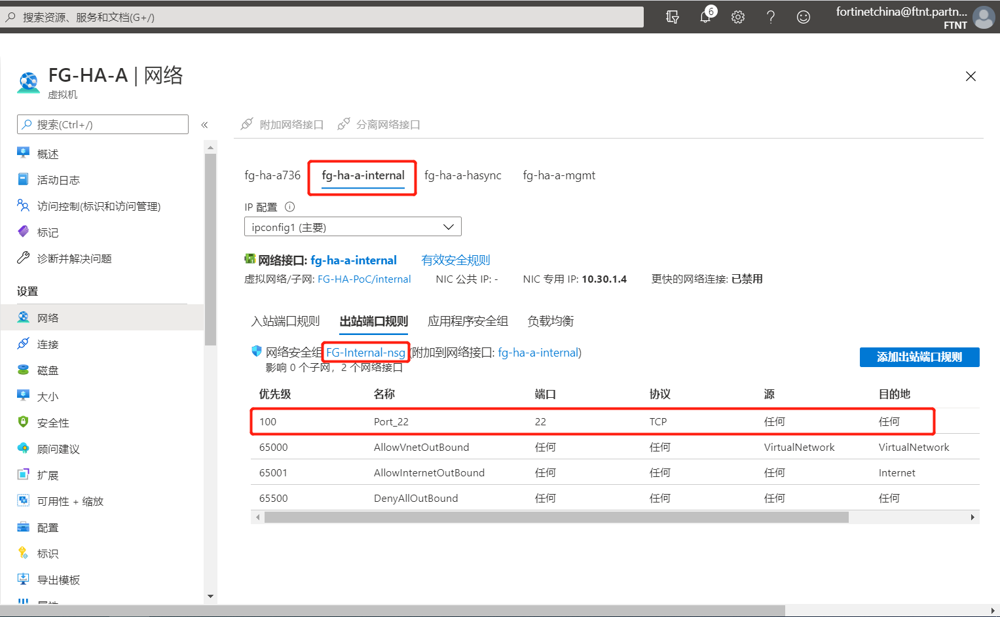 搜索资源、服务和文档(G+/)
6
fortinetchina@ftnt.partn...
FTNT
FG-HA-A | 网络
虚拟机
搜索(Ctrl+/)
«
附加网络接口
分离网络接口
概述
活动日志
访问控制(标识和访问管理)
标记
诊断并解决问题
设置
网络
连接
磁盘
大小
安全性
顾问建议
扩展
可用性 + 缩放
配置
标识
导出模板
fg-ha-a736
fg-ha-a-internal
fg-ha-a-hasync
fg-ha-a-mgmt
IP 配置
ipconfig1 (主要)
网络接口: fg-ha-a-internal 有效安全规则
虚拟网络/子网: FG-HA-PoC/internal NIC 公共 IP: - NIC 专用 IP: 10.30.1.4 更快的网络连接: 已禁用
入站端口规则 出站端口规则 应用程序安全组 负载均衡
网络安全组 FG-Internal-nsg (附加到网络接口: fg-ha-a-internal)
影响 0 个子网，2 个网络接口
添加出站端口规则
优先级 名称 端口 协议 源 目的地
100 Port_22 22 TCP 任何 任何
65000 AllowVnetOutBound 任何 任何 VirtualNetwork VirtualNetwork
65001 AllowInternetOutBound 任何 任何 任何 Internet
65500 DenyAllOutBound 任何 任何 任何 任何